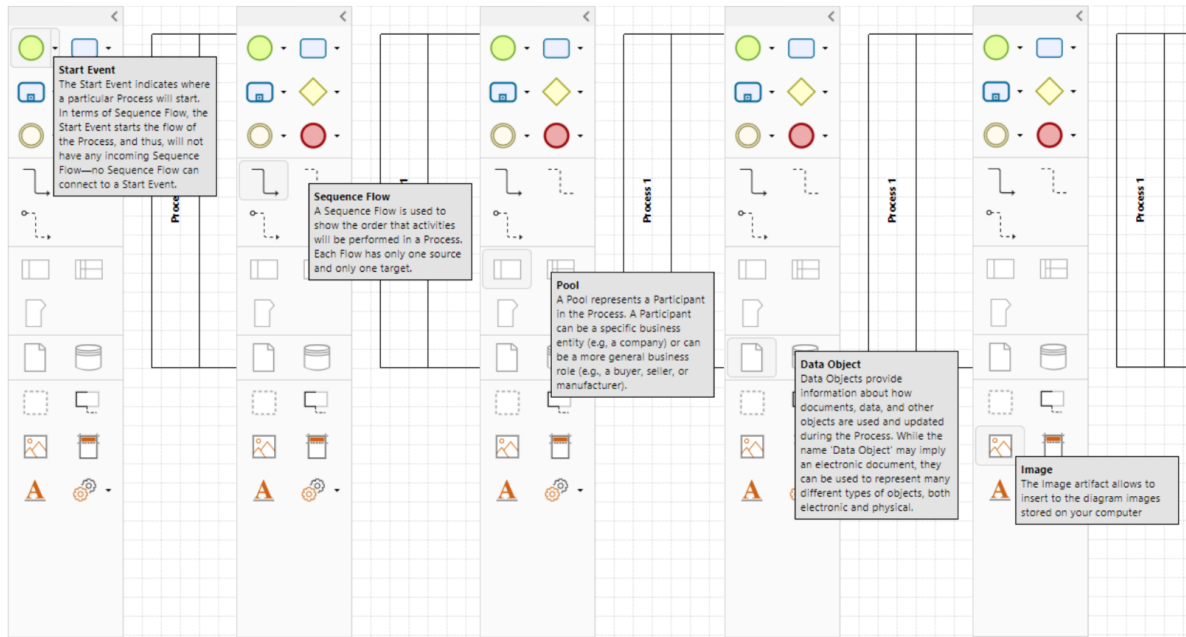 Start Event
The Start Event indicates where
a particular Process will start.
In terms of Sequence Flow, the
Start Event starts the flow of
the Process, and thus, will not
have any incoming Sequence
Flow—no Sequence Flow can
connect to a Start Event.
Proce
Sequence Flow
A Sequence Flow is used to
show the order that activities
will be performed in a Process.
Each Flow has only one source
and only one target.
1
Process 1
Pool
A Pool represents a Participant
in the Process. A Participant
can be a specific business
entity (e.g, a company) or can
be a more general business
role (e.g., a buyer, seller, or
manufacturer).
Process 1
Data Object
Data Objects provide
information about how
documents, data, and other
objects are used and updated
during the Process. While the
name 'Data Object' may imply
an electronic document, they
can be used to represent many
different types of objects, both
electronic and physical.
Process 1
Image
The Image artifact allows to
insert to the diagram images
stored on your computer
A
A
A
A
A